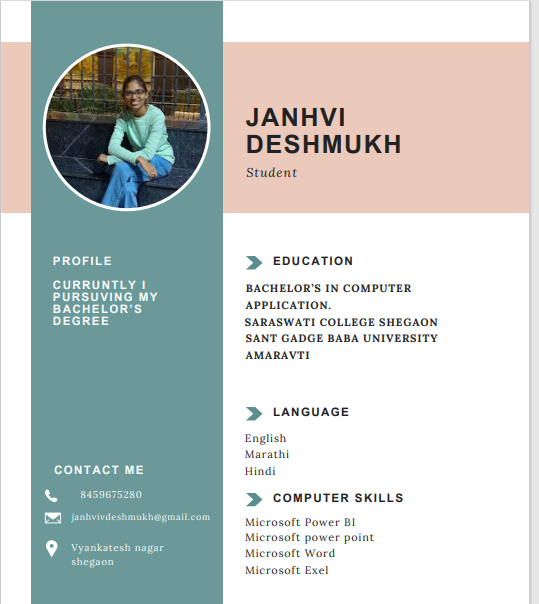 JANHVI
DESHMUKH
Student
PROFILE
CURRUNTLY I
PURSUVING MY
BACHELOR'S
DEGREE
CONTACT ME
8459675280
janhvivdeshmukh@gmail.com
Vyankatesh nagar
shegaon
EDUCATION
BACHELOR'S IN COMPUTER
APPLICATION.
SARASWATI COLLEGE SHEGAON
SANT GADGE BABA UNIVERSITY
AMARAVTI
LANGUAGE
English
Marathi
Hindi
COMPUTER SKILLS
Microsoft Power BI
Microsoft power point
Microsoft Word
Microsoft Exel